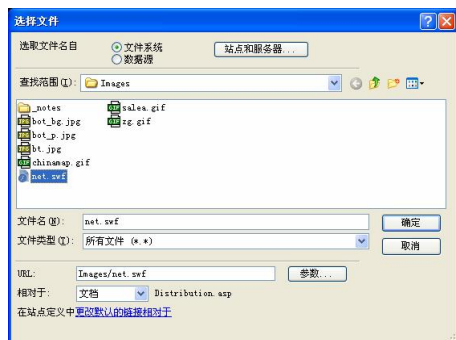 选择文件
选取文件名自
文件系统
数据源
站点和服务器...
查找范围(I):
Images
_notes
bot_bg.jpg
bot_p.jpg
bt.jpg
chinamap.gif
net.swf
salea.gif
zg.gif
文件名(N):
net.swf
确定
文件类型(T):
所有文件 (*.*)
取消
URL:
Images/net.swf
参数...
相对于:
文档
Distribution.asp
在站点定义中更改默认的链接相对于